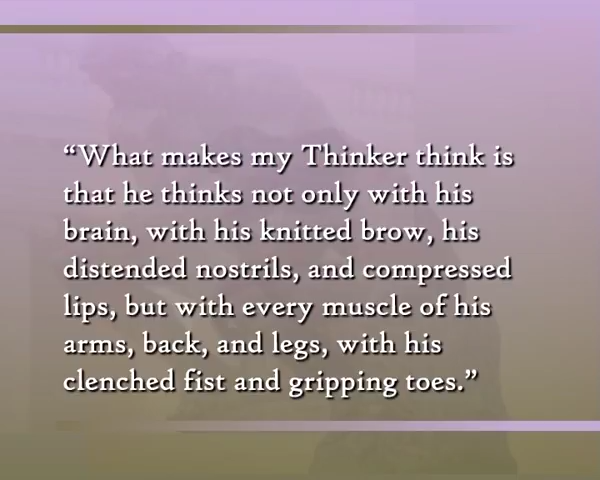 “What makes my Thinker think is
that he thinks not only with his
brain, with his knitted brow, his
distended nostrils, and compressed
lips, but with every muscle of his
arms, back, and legs, with his
clenched fist and gripping toes.”